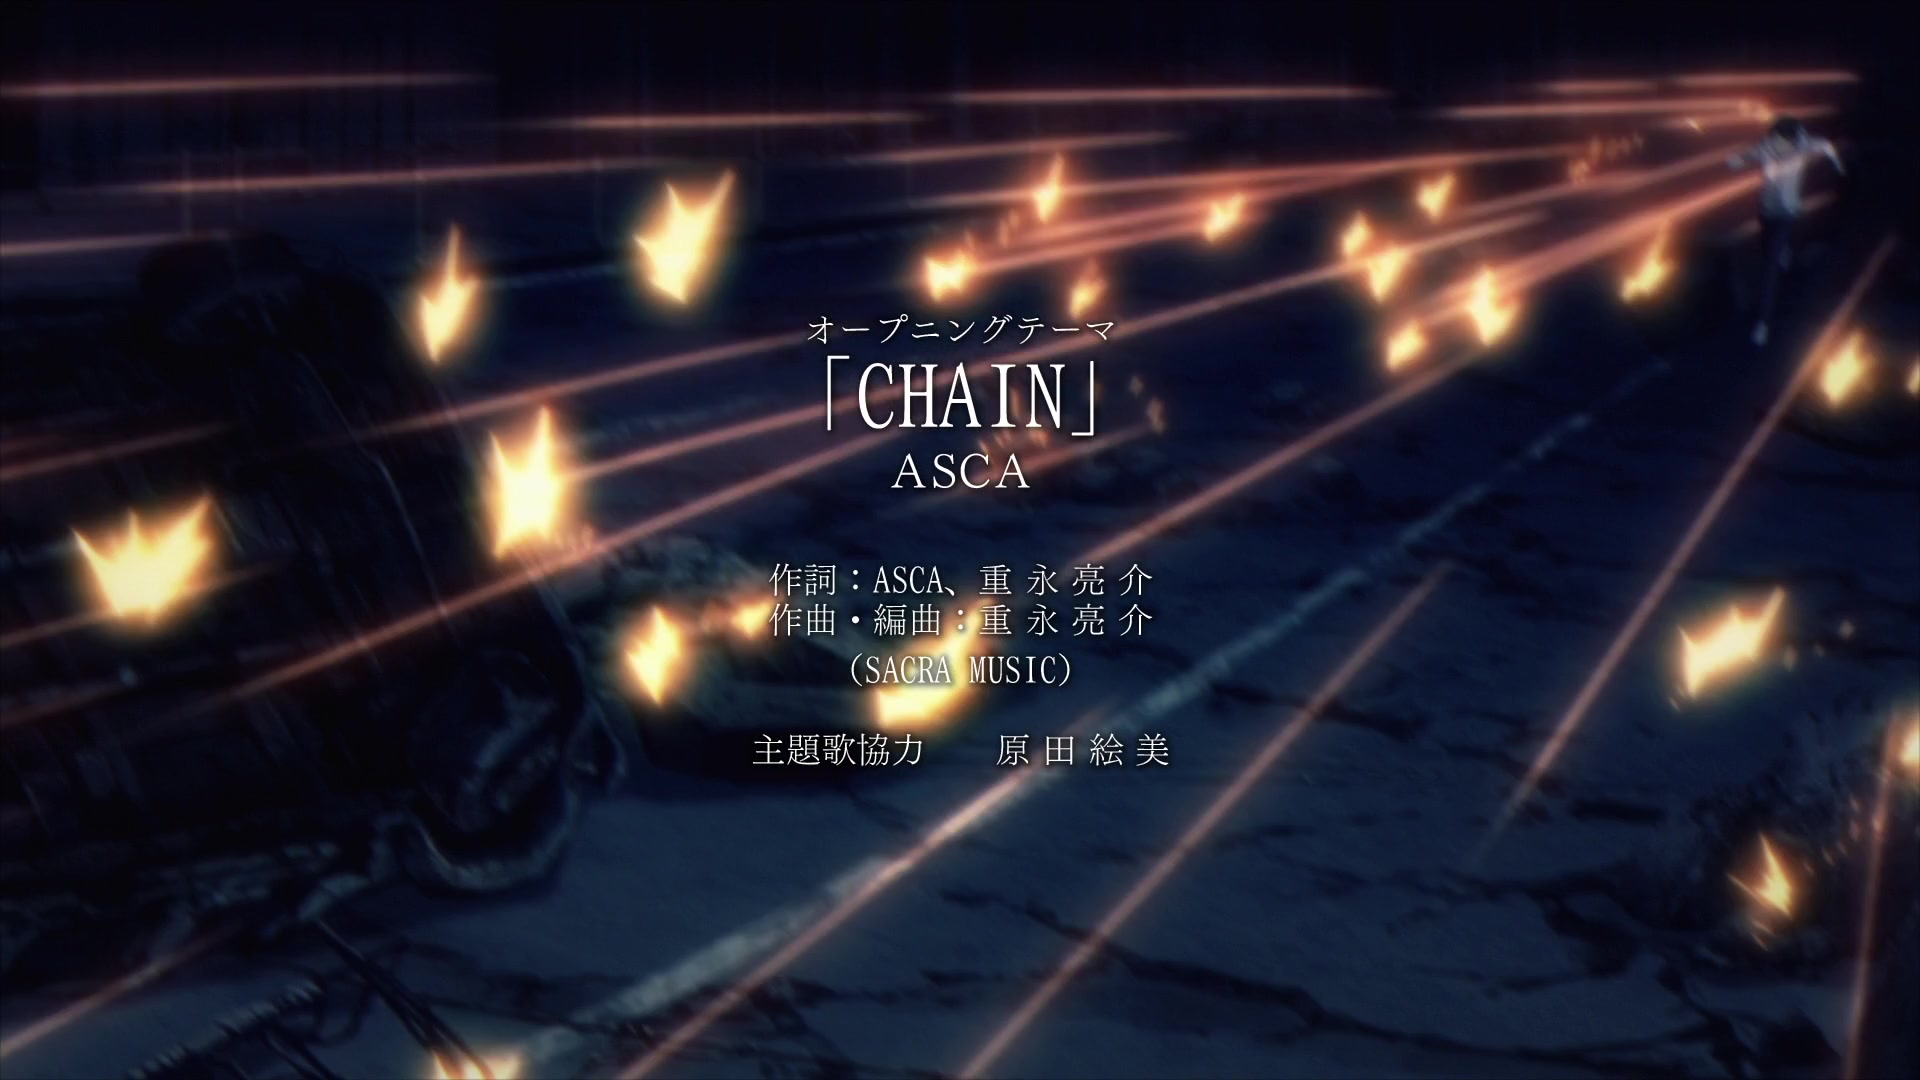 オープニングテーマ
「CHAIN」
ASCA
作詞：ASCA、重永亮介
作曲・編曲：重永亮介
（SACRA MUSIC）
主題歌協力　　原田絵美